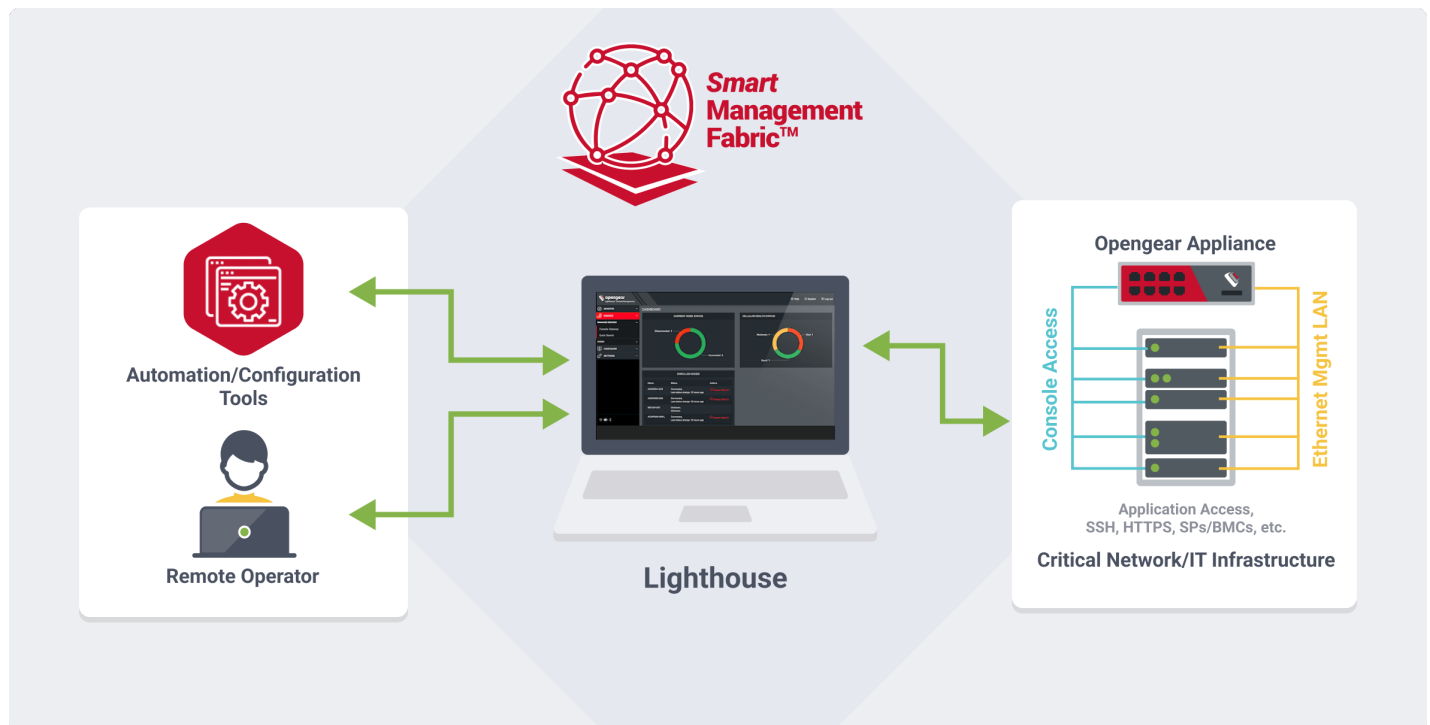 Smart
Management
Fabric™
Automation/Configuration
Tools
Remote Operator
opengear
Lighthouse
Opengear Appliance
Console Access
Ethernet Mgmt LAN
Application Access,
SSH, HTTPS, SPs/BMCs, etc.
Critical Network/IT Infrastructure